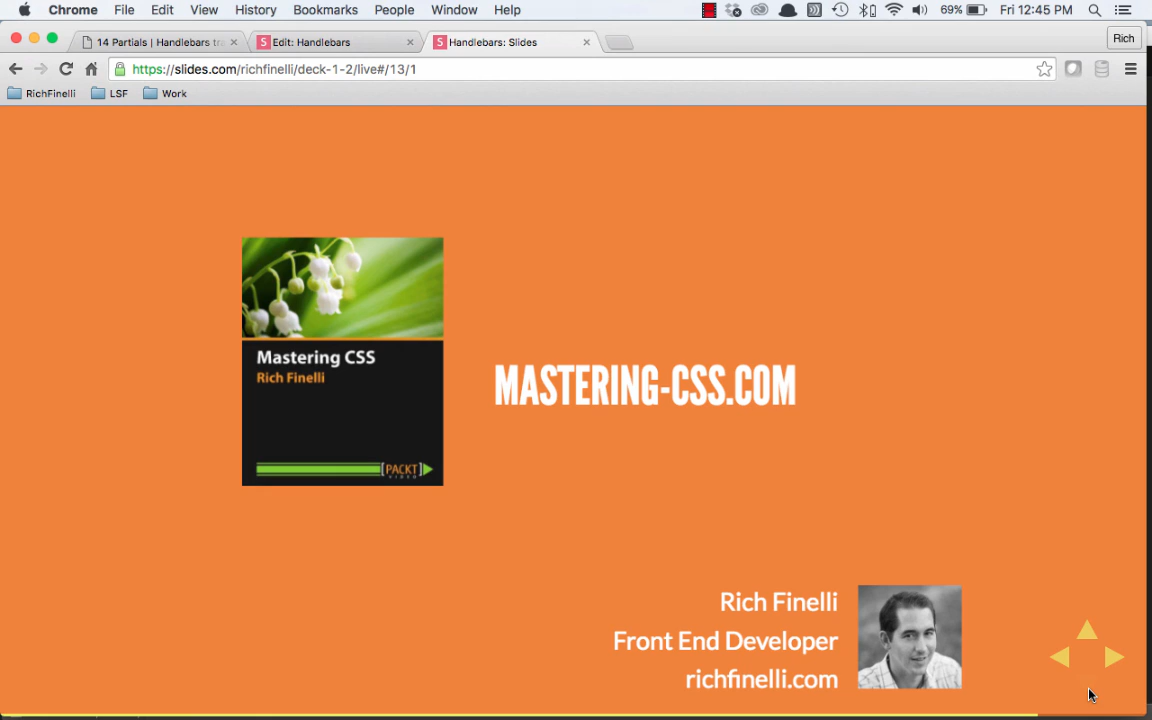 Chrome File Edit View History Bookmarks People Window Help 69% Fri 12:45 PM
14 Partials | Handlebars tra Edit: Handlebars Handlebars: Slides Rich
https://slides.com/richfinelli/deck-1-2/live#/13/1
RichFinelli LSF Work
Mastering CSS
Rich Finelli
MASTERING-CSS.COM
[PACKT]
VIDEO
Rich Finelli
Front End Developer
richfinelli.com